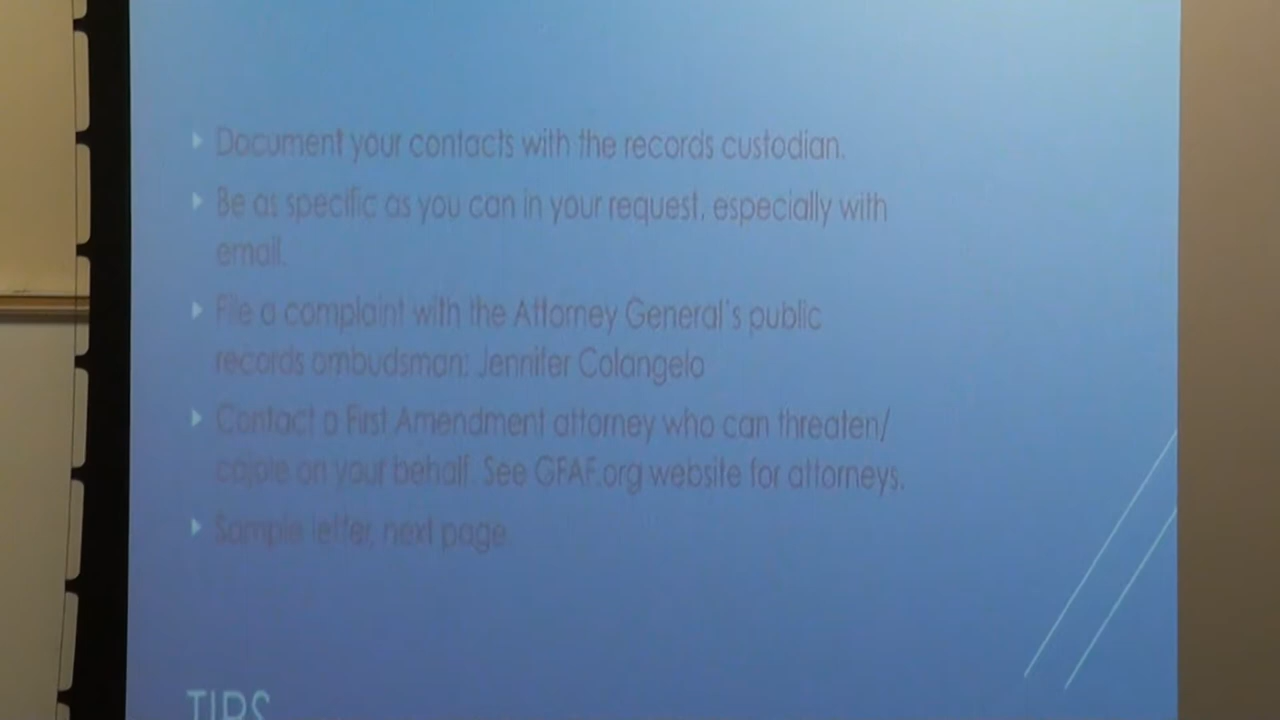 Document your contacts with the records custodian.
Be as specific as you can in your request, especially with
email.
File a complaint with the Attorney General's public
records ombudsman: Jennifer Colangelo
Contact a First Amendment attorney who can threaten/
cajole on your behalf. See GFAF.org website for attorneys.
Sample letter, next page
TIPS